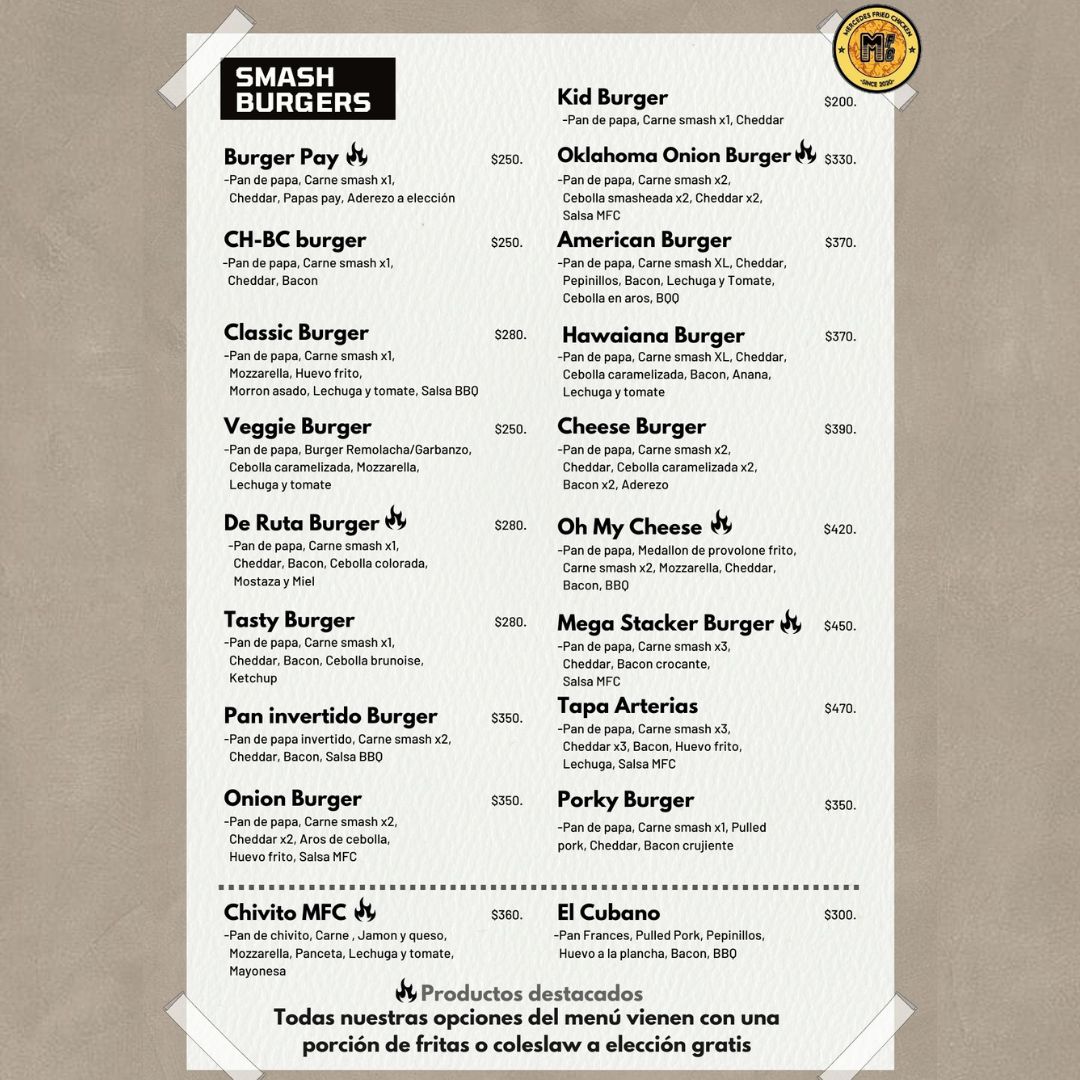 MERCEDES FRIED CHICKEN
MFC
-SINCE 2020-
SMASH
BURGERS
Burger Pay $250.
-Pan de papa, Carne smash x1,
Cheddar, Papas pay, Aderezo a elección
CH-BC burger $250.
-Pan de papa, Carne smash x1,
Cheddar, Bacon
Classic Burger $280.
-Pan de papa, Carne smash x1,
Mozzarella, Huevo frito,
Morron asado, Lechuga y tomate, Salsa BBQ
Veggie Burger $250.
-Pan de papa, Burger Remolacha/Garbanzo,
Cebolla caramelizada, Mozzarella,
Lechuga y tomate
De Ruta Burger $280.
-Pan de papa, Carne smash x1,
Cheddar, Bacon, Cebolla colorada,
Mostaza y Miel
Tasty Burger $280.
-Pan de papa, Carne smash x1,
Cheddar, Bacon, Cebolla brunoise,
Ketchup
Pan invertido Burger $350.
-Pan de papa invertido, Carne smash x2,
Cheddar, Bacon, Salsa BBQ
Onion Burger $350.
-Pan de papa, Carne smash x2,
Cheddar x2, Aros de cebolla,
Huevo frito, Salsa MFC
Kid Burger $200.
-Pan de papa, Carne smash x1, Cheddar
Oklahoma Onion Burger $330.
-Pan de papa, Carne smash x2,
Cebolla smasheada x2, Cheddar x2,
Salsa MFC
American Burger $370.
-Pan de papa, Carne smash XL, Cheddar,
Pepinillos, Bacon, Lechuga y Tomate,
Cebolla en aros, BQQ
Hawaiana Burger $370.
-Pan de papa, Carne smash XL, Cheddar,
Cebolla caramelizada, Bacon, Anana,
Lechuga y tomate
Cheese Burger $390.
-Pan de papa, Carne smash x2,
Cheddar, Cebolla caramelizada x2,
Bacon x2, Aderezo
Oh My Cheese $420.
-Pan de papa, Medallon de provolone frito,
Carne smash x2, Mozzarella, Cheddar,
Bacon, BBQ
Mega Stacker Burger $450.
-Pan de papa, Carne smash x3,
Cheddar, Bacon crocante,
Salsa MFC
Tapa Arterias $470.
-Pan de papa, Carne smash x3,
Cheddar x3, Bacon, Huevo frito,
Lechuga, Salsa MFC
Porky Burger $350.
-Pan de papa, Carne smash x1, Pulled
pork, Cheddar, Bacon crujiente
Chivito MFC $360.
-Pan de chivito, Carne , Jamon y queso,
Mozzarella, Panceta, Lechuga y tomate,
Mayonesa
El Cubano $300.
-Pan Frances, Pulled Pork, Pepinillos,
Huevo a la plancha, Bacon, BBQ
Productos destacados
Todas nuestras opciones del menú vienen con una
porción de fritas o coleslaw a elección gratis